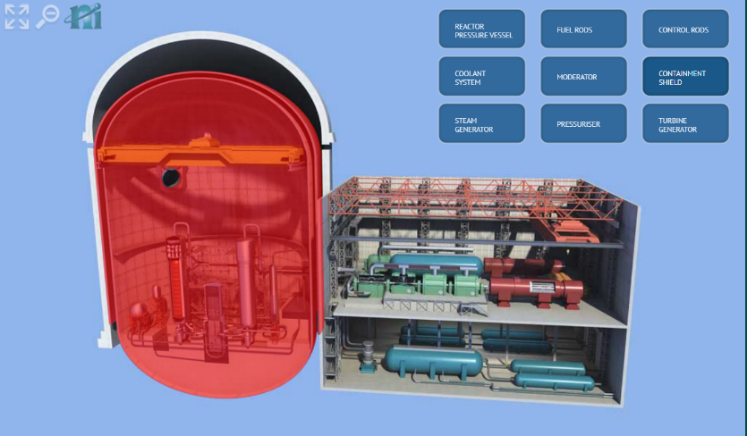 REACTOR
PRESSURE VESSEL
FUEL RODS
CONTROL RODS
COOLANT
SYSTEM
MODERATOR
CONTAINMENT
SHIELD
STEAM
GENERATOR
PRESSURISER
TURBINE
GENERATOR